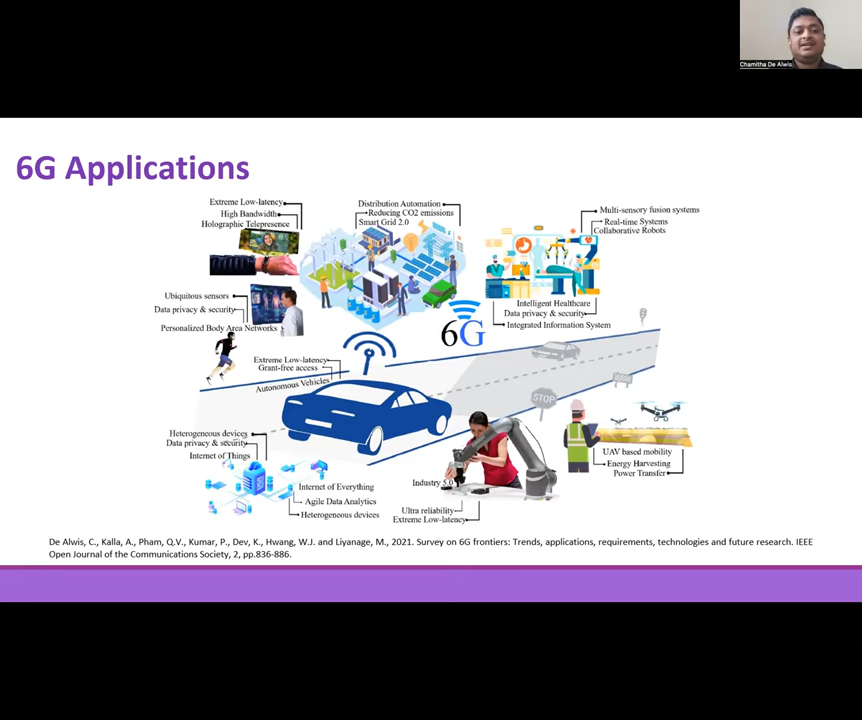 Chamitha De Alwis
6G Applications
Extreme Low-latency
High Bandwidth
Holographic Telepresence
Distribution Automation
Reducing CO2 emissions
Smart Grid 2.0
Multi-sensory fusion systems
Real-time Systems
Collaborative Robots
Ubiquitous sensors
Data privacy & security
Personalized Body Area Networks
Intelligent Healthcare
Data privacy & security
Integrated Information System
6G
Extreme Low-latency
Grant-free access
Autonomous Vehicles
STOP
Heterogeneous devices
Data privacy & security
Internet of Things
Internet of Everything
Agile Data Analytics
Heterogeneous devices
Industry 5.0
Ultra reliability
Extreme Low-latency
UAV based mobility
Energy Harvesting
Power Transfer
De Alwis, C., Kalla, A., Pham, Q.V., Kumar, P., Dev, K., Hwang, W.J. and Liyanage, M., 2021. Survey on 6G frontiers: Trends, applications, requirements, technologies and future research. IEEE
Open Journal of the Communications Society, 2, pp.836-886.